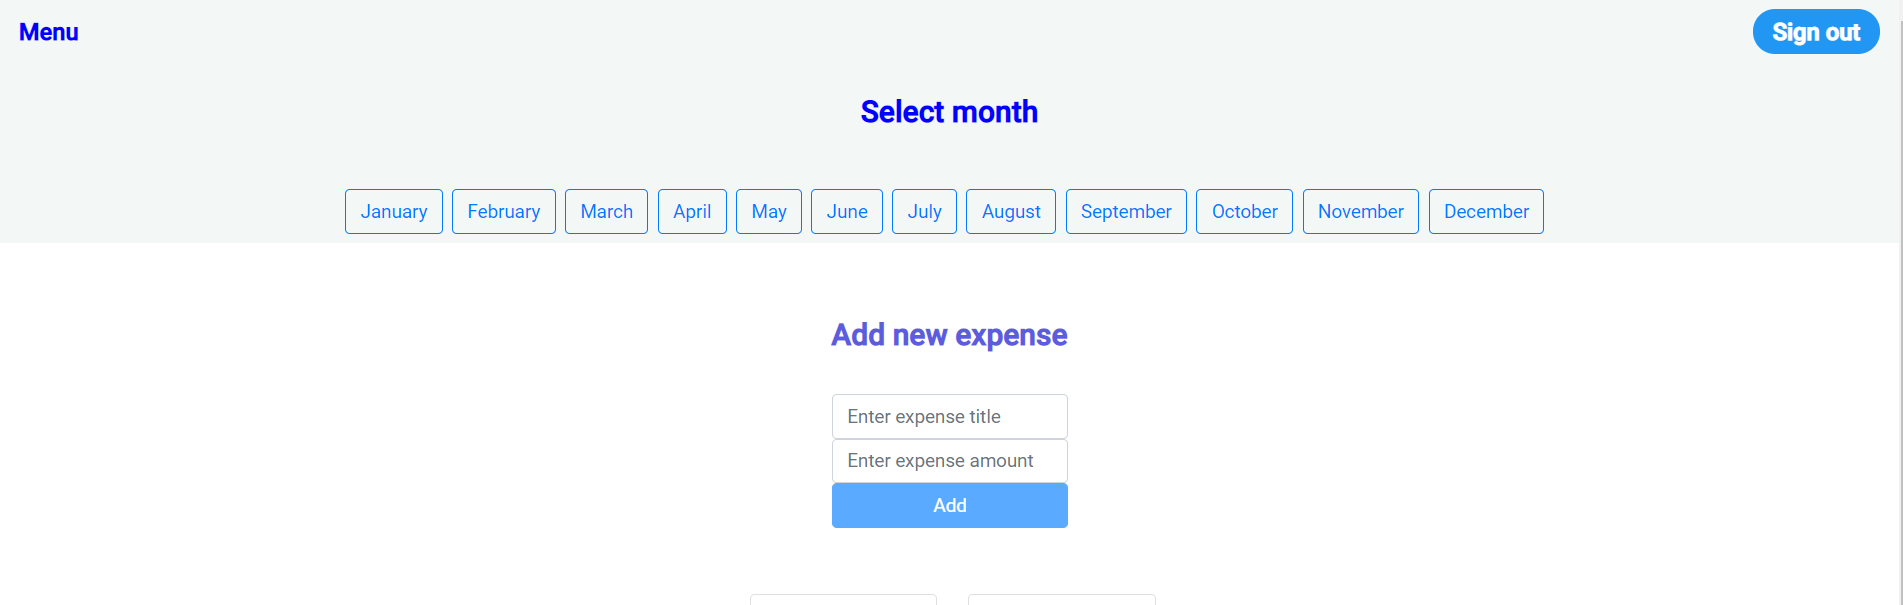 Menu Sign out
Select month
January February March April May June July August September October November December
Add new expense
Enter expense title
Enter expense amount
Add